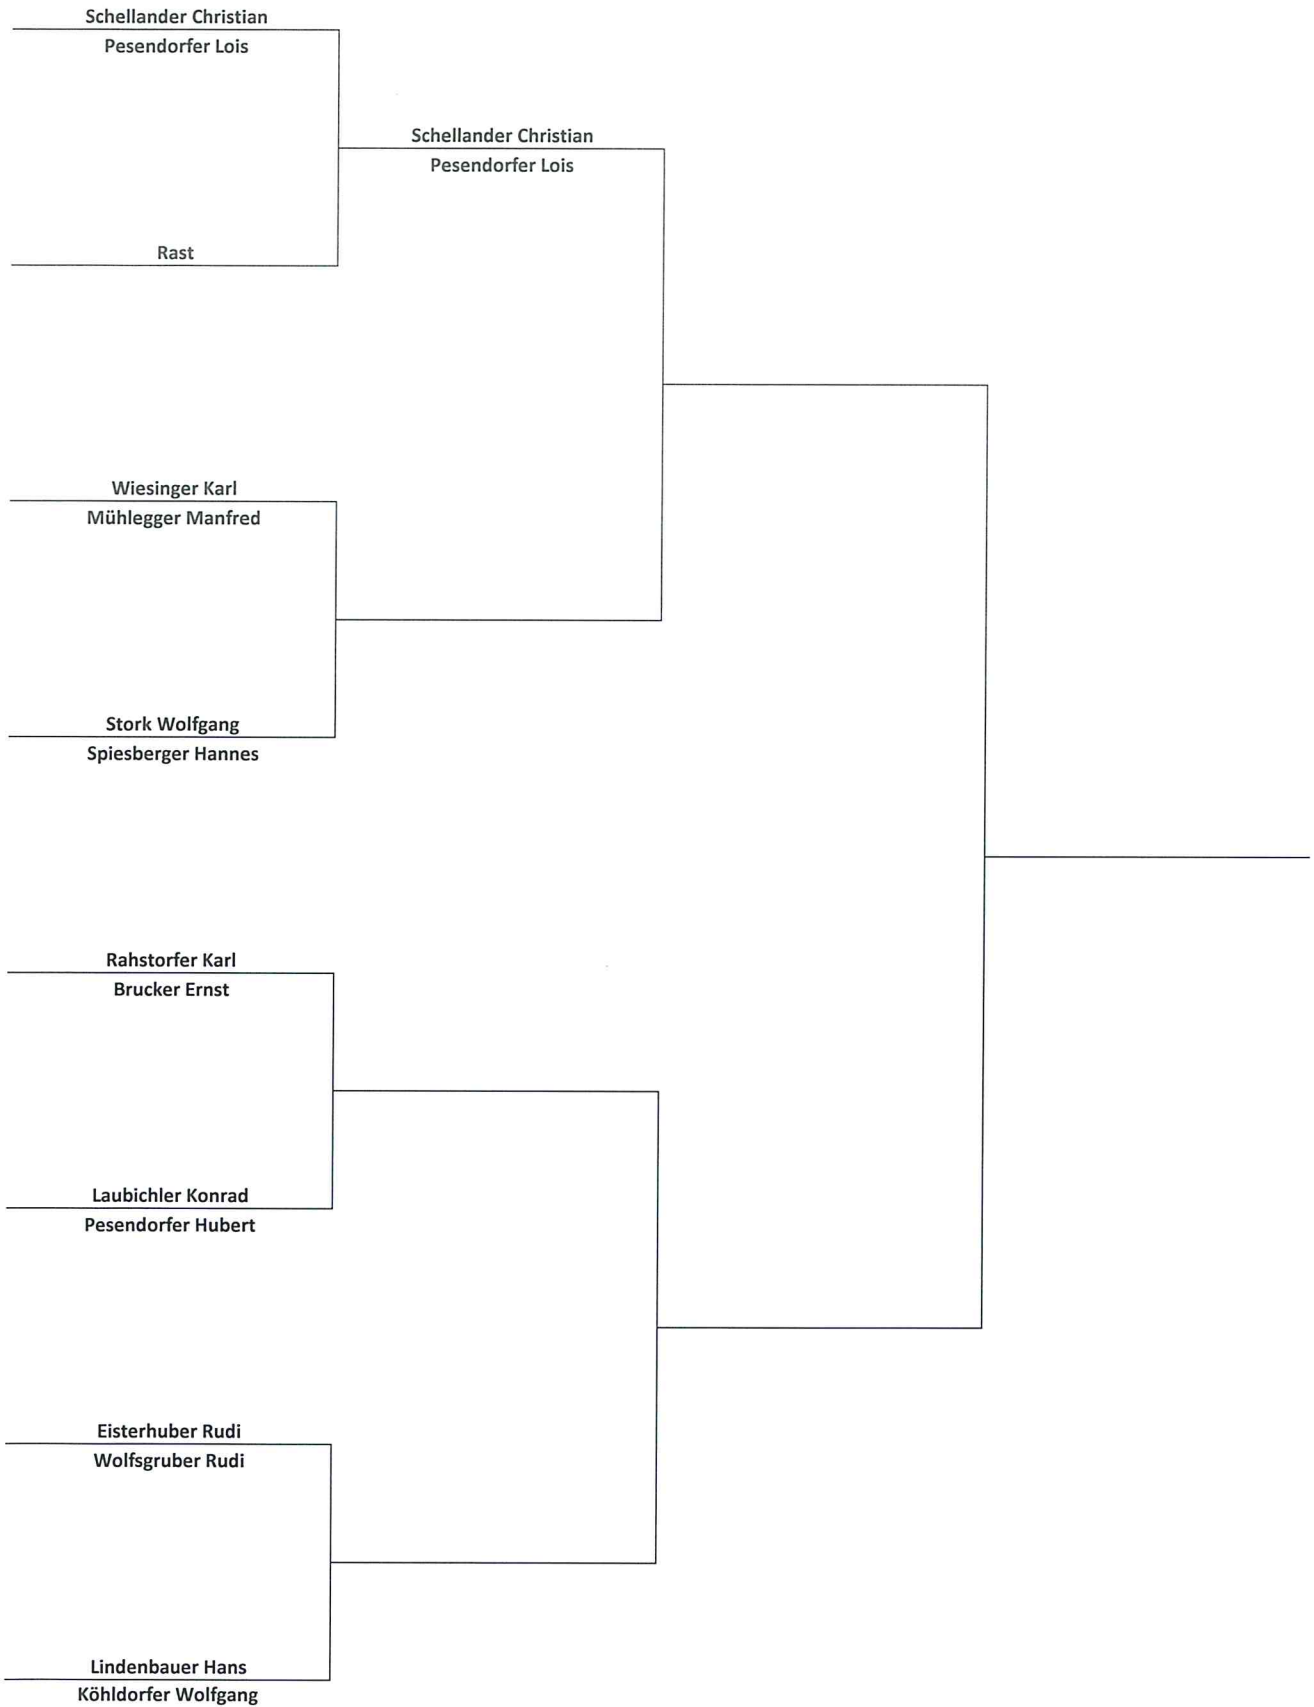 Schellander Christian
Pesendorfer Lois
Schellander Christian
Pesendorfer Lois
Rast
Wiesinger Karl
Mühlegger Manfred
Stork Wolfgang
Spiesberger Hannes
Rahstorfer Karl
Brucker Ernst
Laubichler Konrad
Pesendorfer Hubert
Eisterhuber Rudi
Wolfsgruber Rudi
Lindenbauer Hans
Köhldorfer Wolfgang